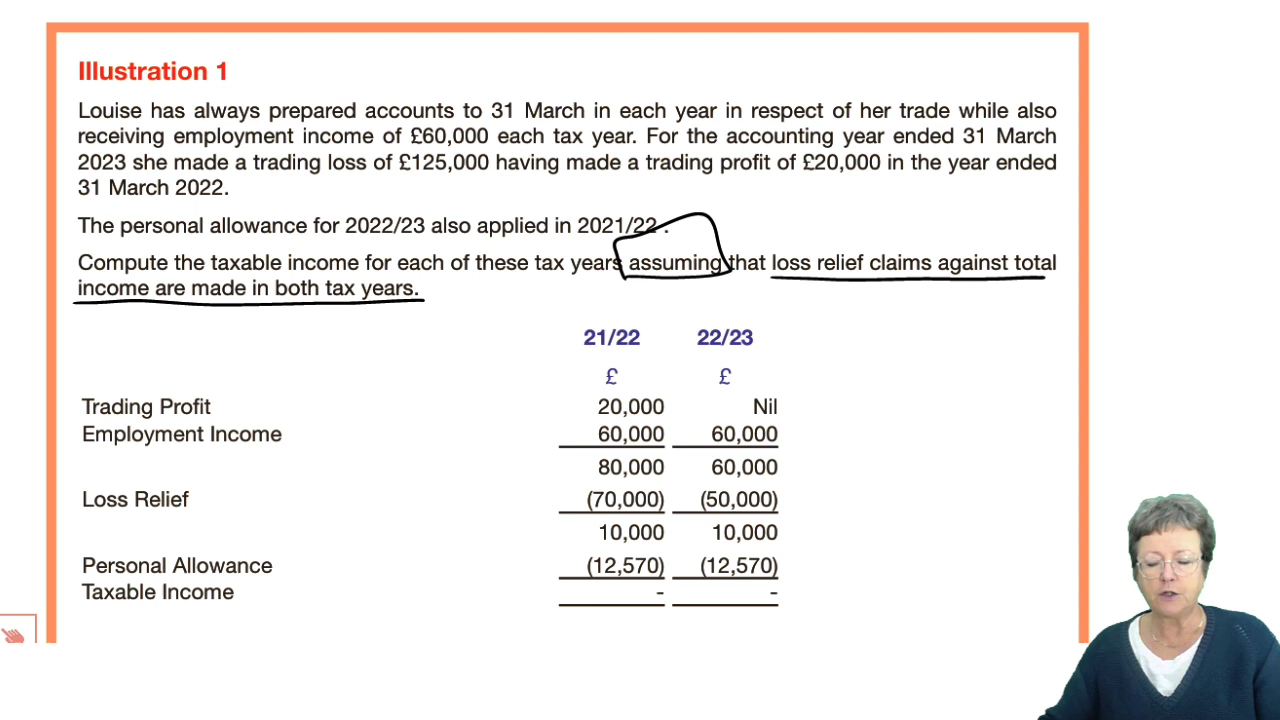 Illustration 1
Louise has always prepared accounts to 31 March in each year in respect of her trade while also
receiving employment income of £60,000 each tax year. For the accounting year ended 31 March
2023 she made a trading loss of £125,000 having made a trading profit of £20,000 in the year ended
31 March 2022.
The personal allowance for 2022/23 also applied in 2021/22 .
Compute the taxable income for each of these tax years assuming that loss relief claims against total
income are made in both tax years.
21/22 22/23
£ £
Trading Profit 20,000 Nil
Employment Income 60,000 60,000
80,000 60,000
Loss Relief (70,000) (50,000)
10,000 10,000
Personal Allowance (12,570) (12,570)
Taxable Income - -